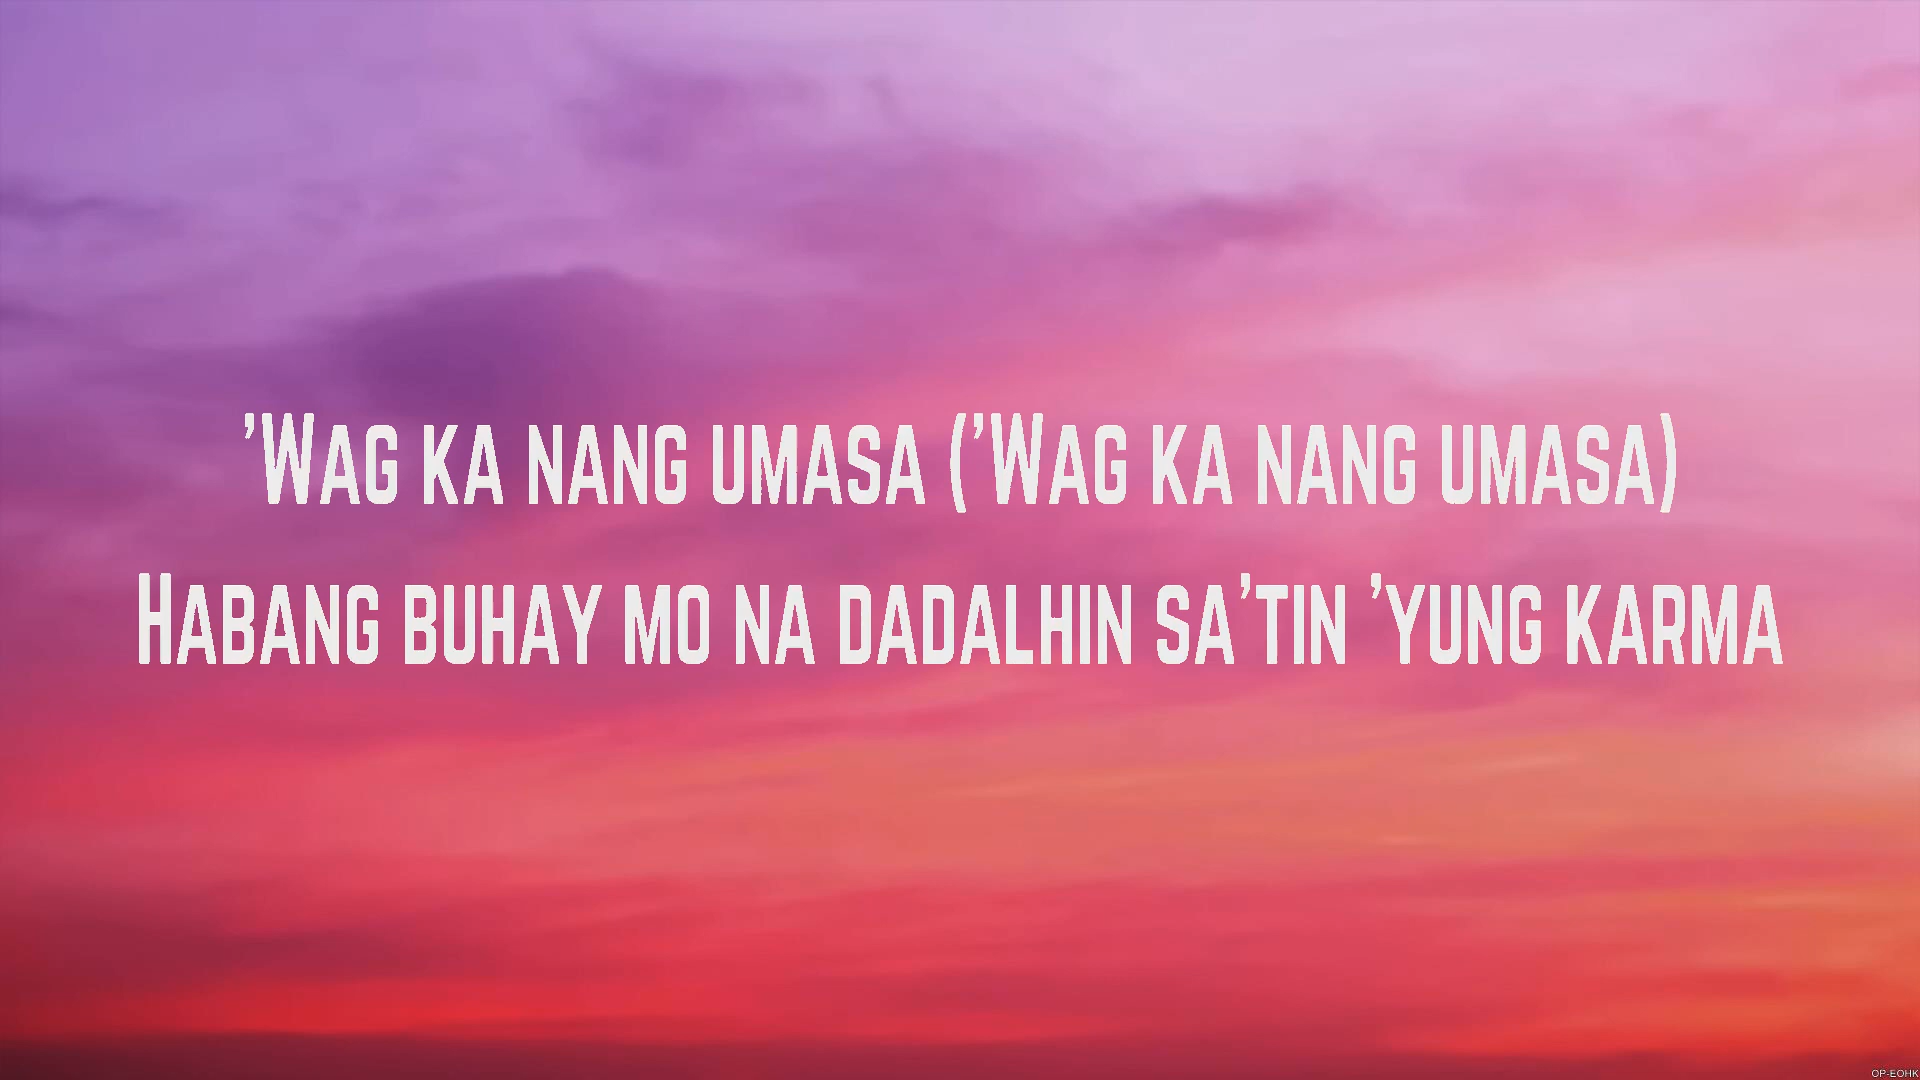 'Wag ka nang umasa ('Wag ka nang umasa)
Habang buhay mo na dadalhin sa'tin 'yung karma
OP-EOHK